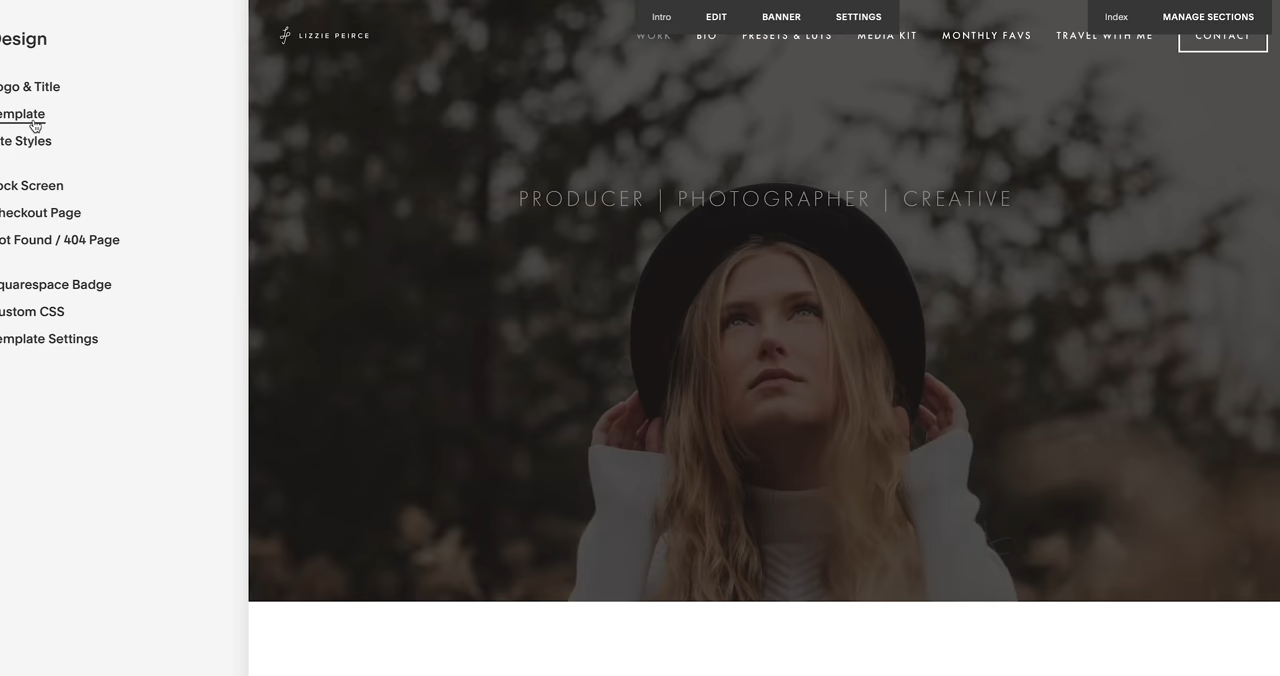 Design
ogo & Title
emplate
te Styles
ock Screen
heckout Page
ot Found / 404 Page
quarespace Badge
ustom CSS
emplate Settings
Intro EDIT BANNER SETTINGS
Index MANAGE SECTIONS
LIZZIE PEIRCE
WORK BIO PRESETS & LUTS MEDIA KIT MONTHLY FAVS TRAVEL WITH ME CONTACT
PRODUCER | PHOTOGRAPHER | CREATIVE